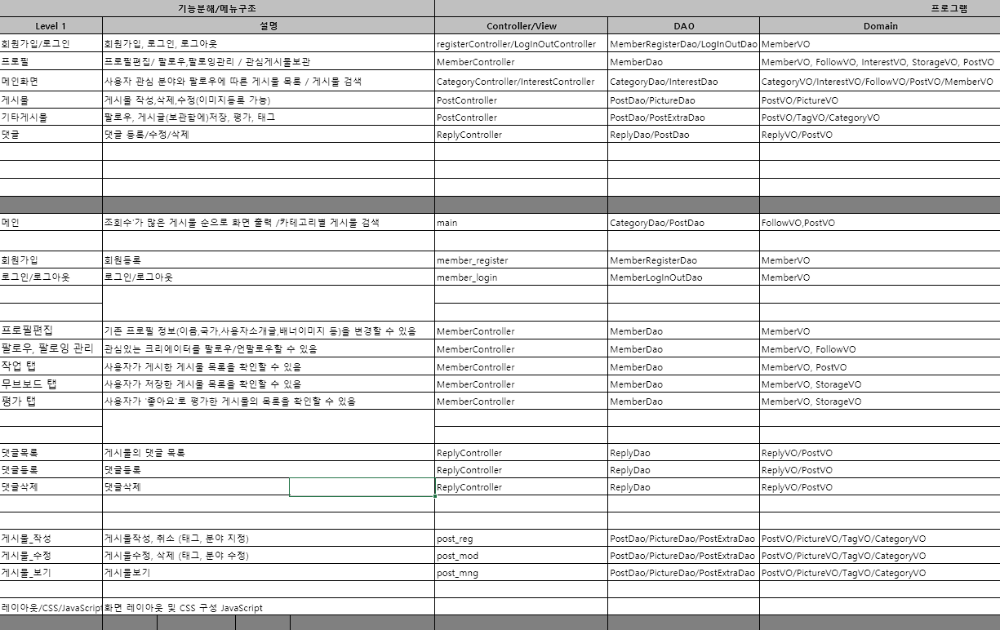 기능분해/메뉴구조 프로그램
Level 1 설명 Controller/View DAO Domain
회원가입/로그인 회원가입, 로그인, 로그아웃 registerController/LogInOutController MemberRegisterDao/LogInOutDao MemberVO
프로필 프로필편집/ 팔로우,팔로잉관리 / 관심게시물보관 MemberController MemberDao MemberVO, FollowVO, InterestVO, StorageVO, PostVO
메인화면 사용자 관심 분야와 팔로우에 따른 게시물 목록 / 게시물 검색 CategoryController/InterestController CategoryDao/InterestDao CategoryVO/InterestVO/FollowVO/PostVO/MemberVO
게시물 게시물 작성,삭제,수정(이미지등록 가능) PostController PostDao/PictureDao PostVO/PictureVO
기타게시물 팔로우, 게시글(보관함에)저장, 평가, 태그 PostController PostDao/PostExtraDao PostVO/TagVO/CategoryVO
댓글 댓글 등록/수정/삭제 ReplyController ReplyDao/PostDao ReplyVO/PostVO
메인 조회수`가 많은 게시물 순으로 화면 출력 /카테고리별 게시물 검색 main CategoryDao/PostDao FollowVO,PostVO
회원가입 회원등록 member_register MemberRegisterDao MemberVO
로그인/로그아웃 로그인/로그아웃 member_login MemberLogInOutDao MemberVO
프로필편집 기존 프로필 정보(이름,국가,사용자소개글,배너이미지 등)을 변경할 수 있음 MemberController MemberDao MemberVO
팔로우, 팔로잉 관리 관심있는 크리에이터를 팔로우/언팔로우할 수 있음 MemberController MemberDao MemberVO, FollowVO
작업 탭 사용자가 게시한 게시물 목록을 확인할 수 있음 MemberController MemberDao MemberVO, PostVO
무브보드 탭 사용자가 저장한 게시물 목록을 확인할 수 있음 MemberController MemberDao MemberVO, StorageVO
평가 탭 사용자가 `좋아요`로 평가한 게시물의 목록을 확인할 수 있음 MemberController MemberDao MemberVO, StorageVO
댓글목록 게시물의 댓글 목록 ReplyController ReplyDao ReplyVO/PostVO
댓글등록 댓글등록 ReplyController ReplyDao ReplyVO/PostVO
댓글삭제 댓글삭제 ReplyController ReplyDao ReplyVO/PostVO
게시물_작성 게시물작성, 취소 (태그, 분야 지정) post_reg PostDao/PictureDao/PostExtraDao PostVO/PictureVO/TagVO/CategoryVO
게시물_수정 게시물수정, 삭제 (태그, 분야 수정) post_mod PostDao/PictureDao/PostExtraDao PostVO/PictureVO/TagVO/CategoryVO
게시물_보기 게시물보기 post_mng PostDao/PictureDao/PostExtraDao PostVO/PictureVO/TagVO/CategoryVO
레이아웃/CSS/JavaScript 화면 레이아웃 및 CSS 구성 JavaScript